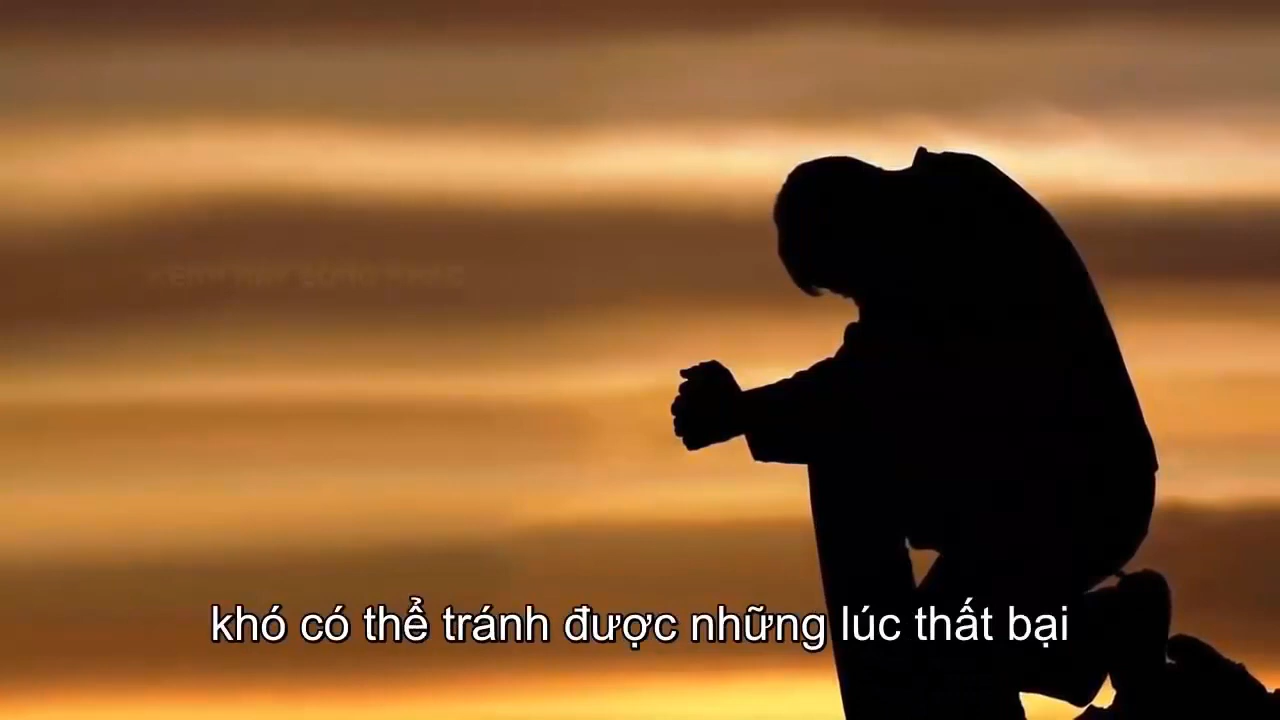 khó có thể tránh được những lúc thất bại